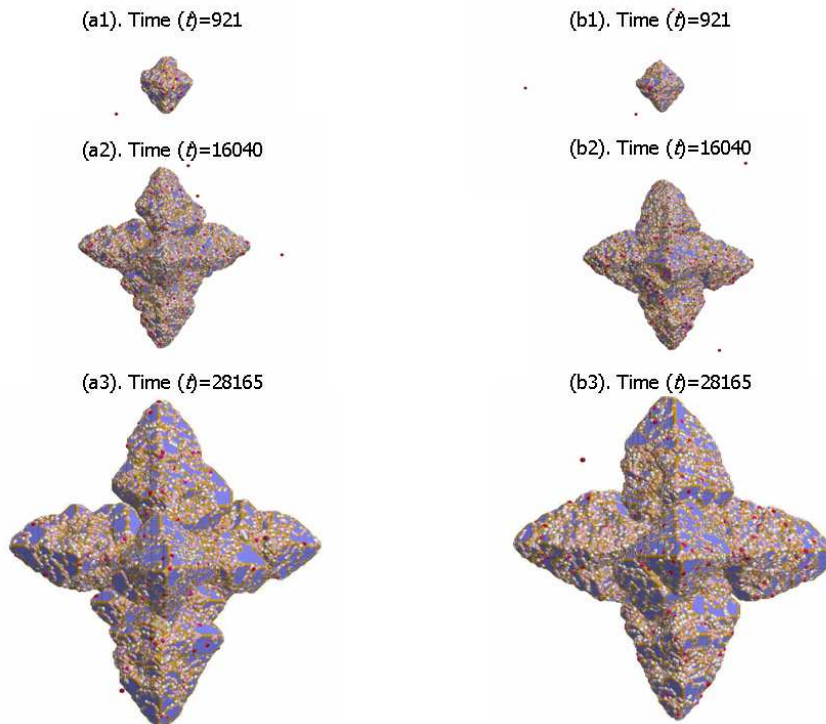 (a1). Time (t)=921
(b1). Time (t)=921
(a2). Time (t)=16040
(b2). Time (t)=16040
(a3). Time (t)=28165
(b3). Time (t)=28165